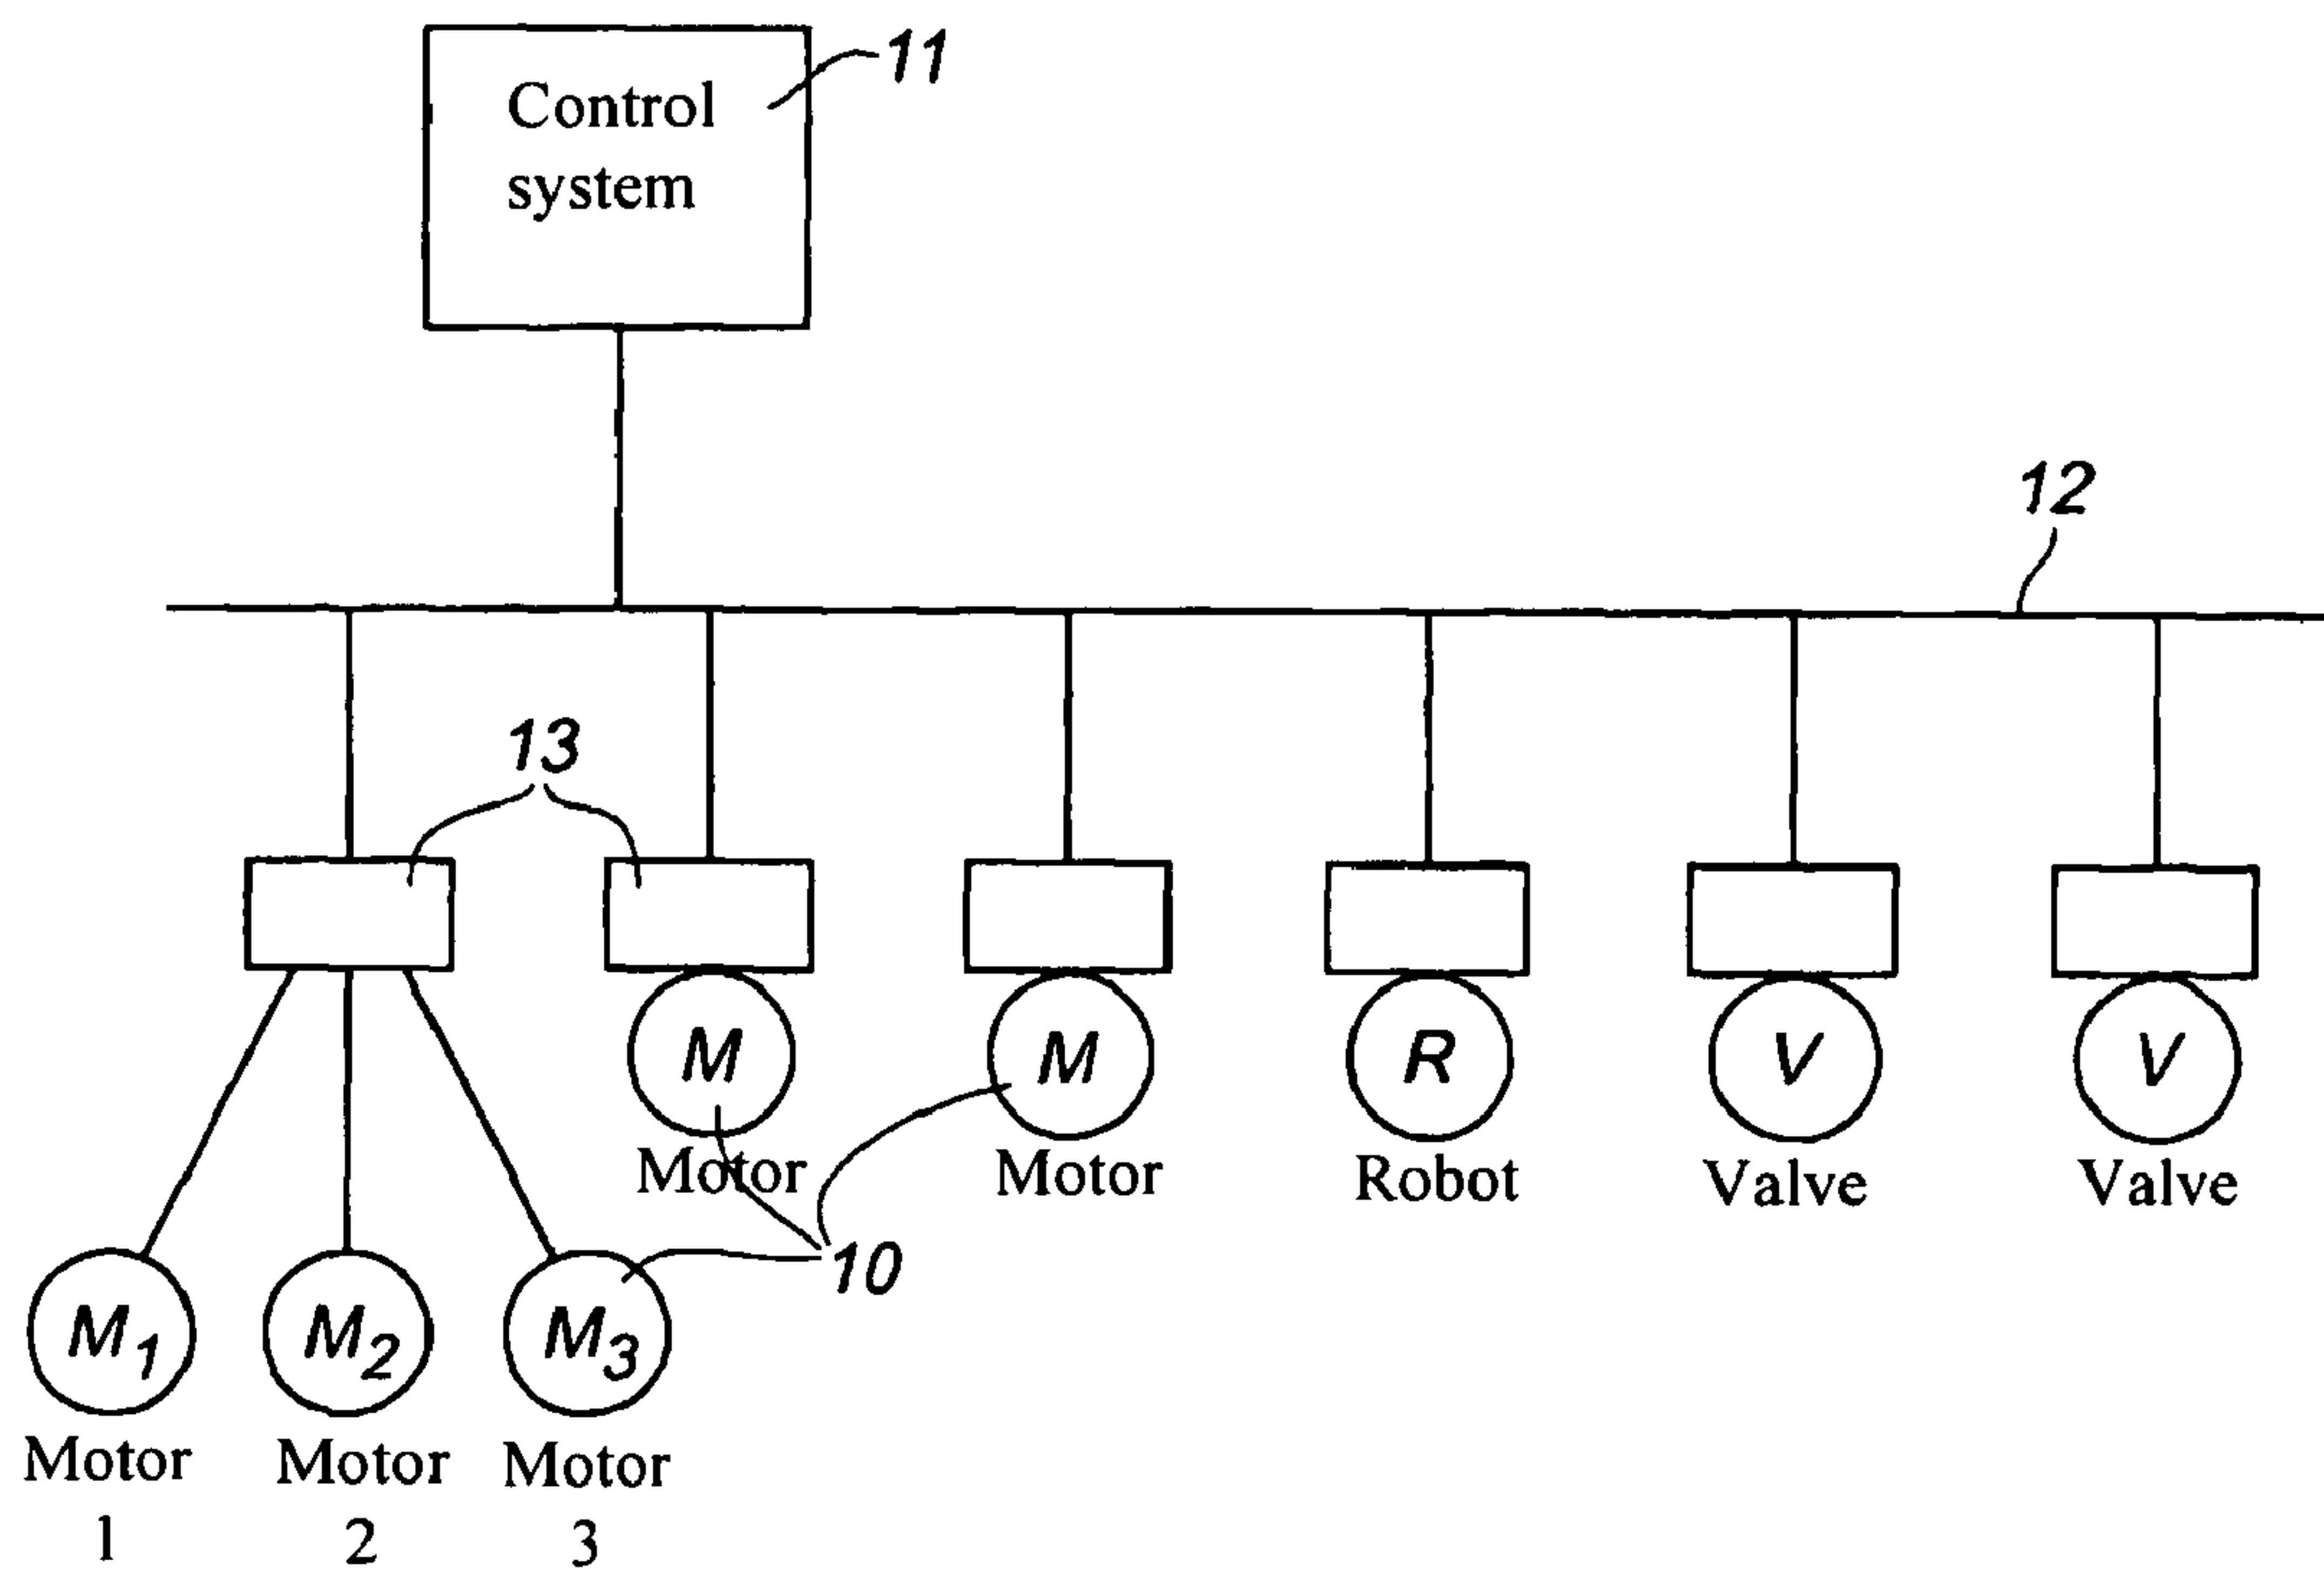 Control
system
11
12
13
M
M
R
V
V
Motor
Motor
Robot
Valve
Valve
10
M1
M2
M3
Motor
1
Motor
2
Motor
3